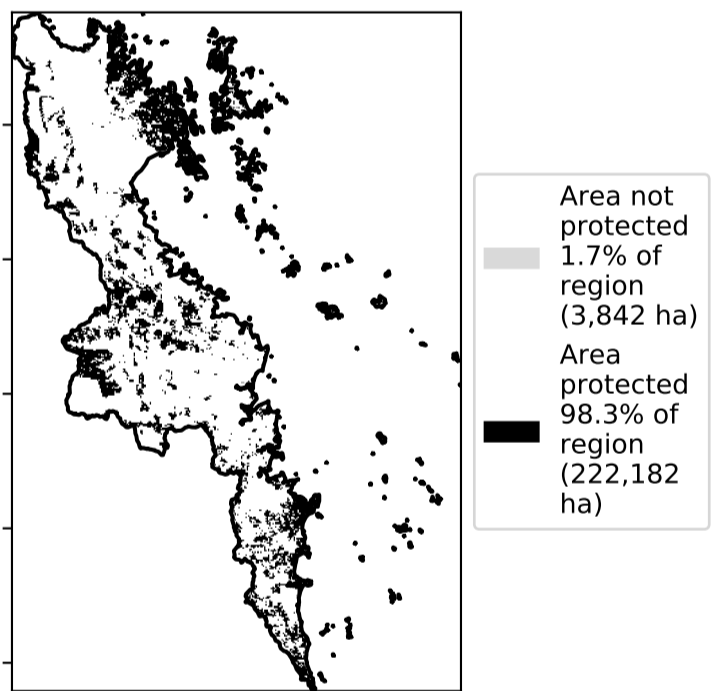 Area not
protected
1.7% of
region
(3,842 ha)
Area
protected
98.3% of
region
(222,182
ha)